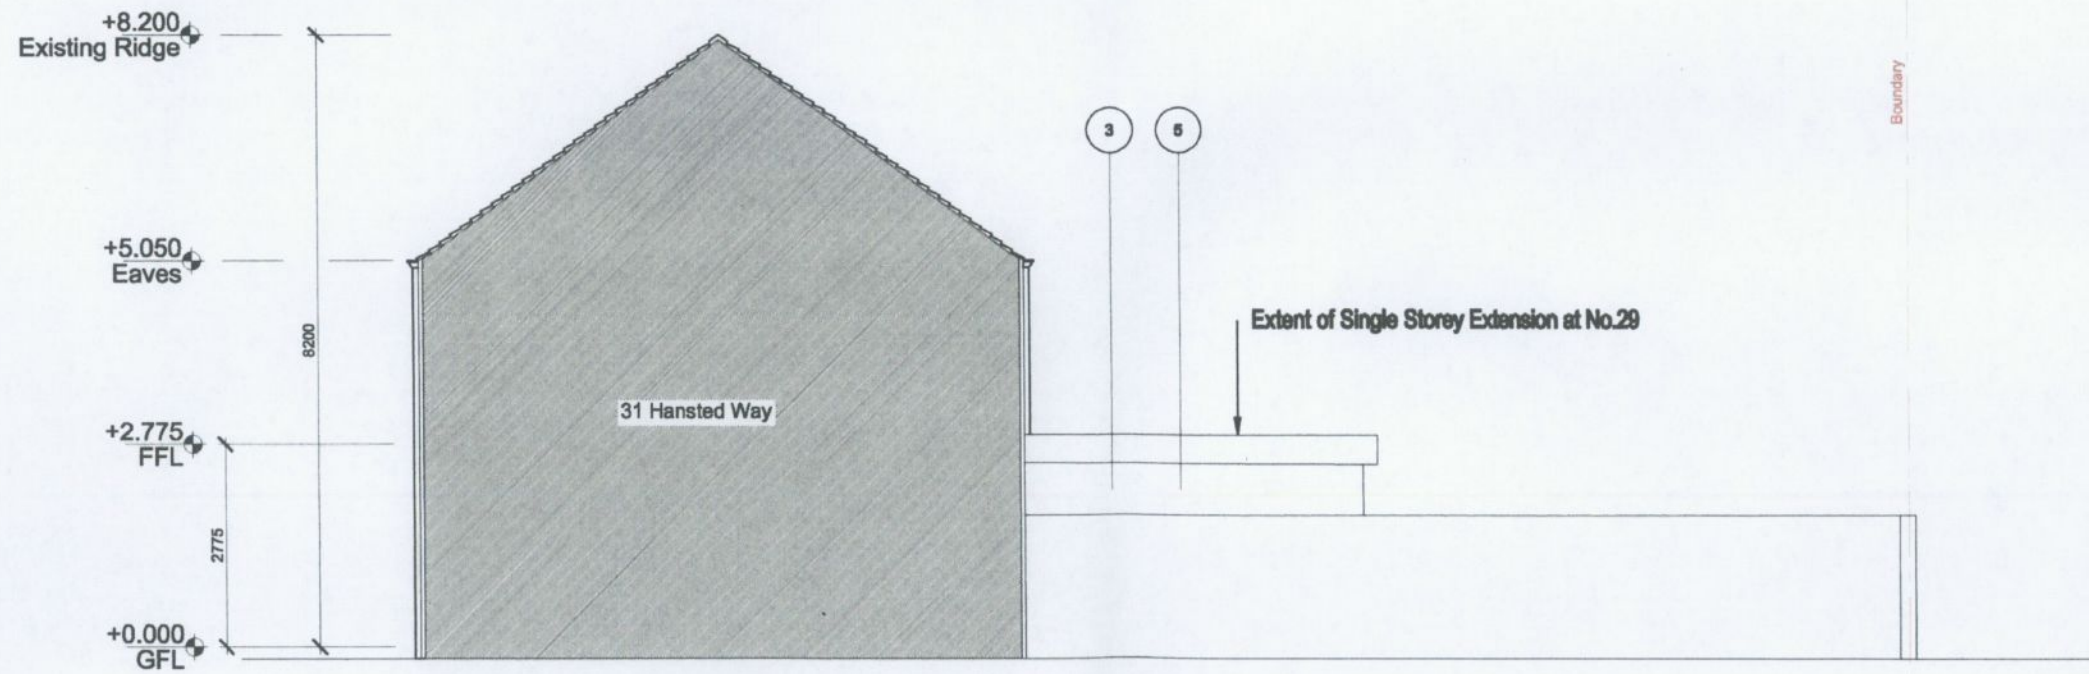 +8.200
Existing Ridge
Boundary
3
5
+5.050
Eaves
Extent of Single Storey Extension at No.29
8200
31 Hansted Way
+2.775
FFL
2775
+0.000
GFL